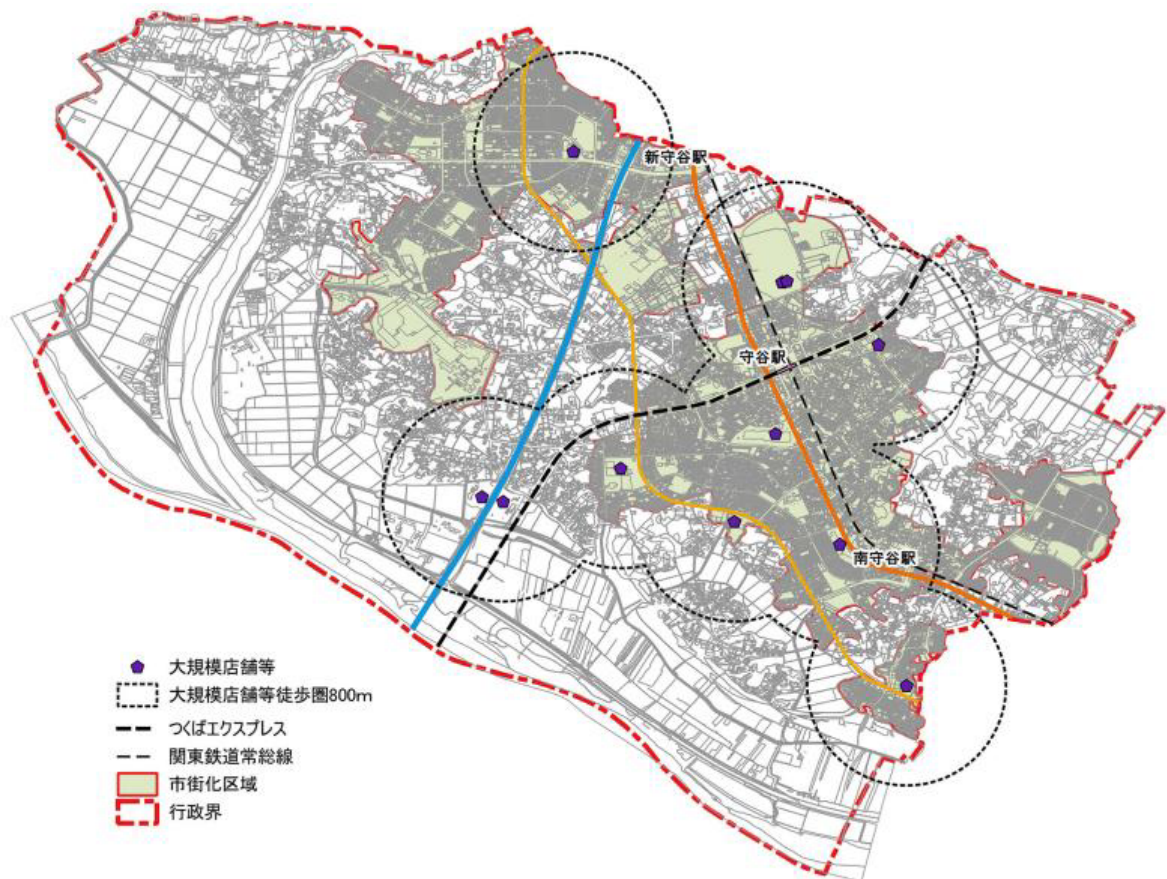 新守谷駅
守谷駅
南守谷駅
大規模店舗等
大規模店舗等徒歩圏800m
つくばエクスプレス
関東鉄道常総線
市街化区域
行政界